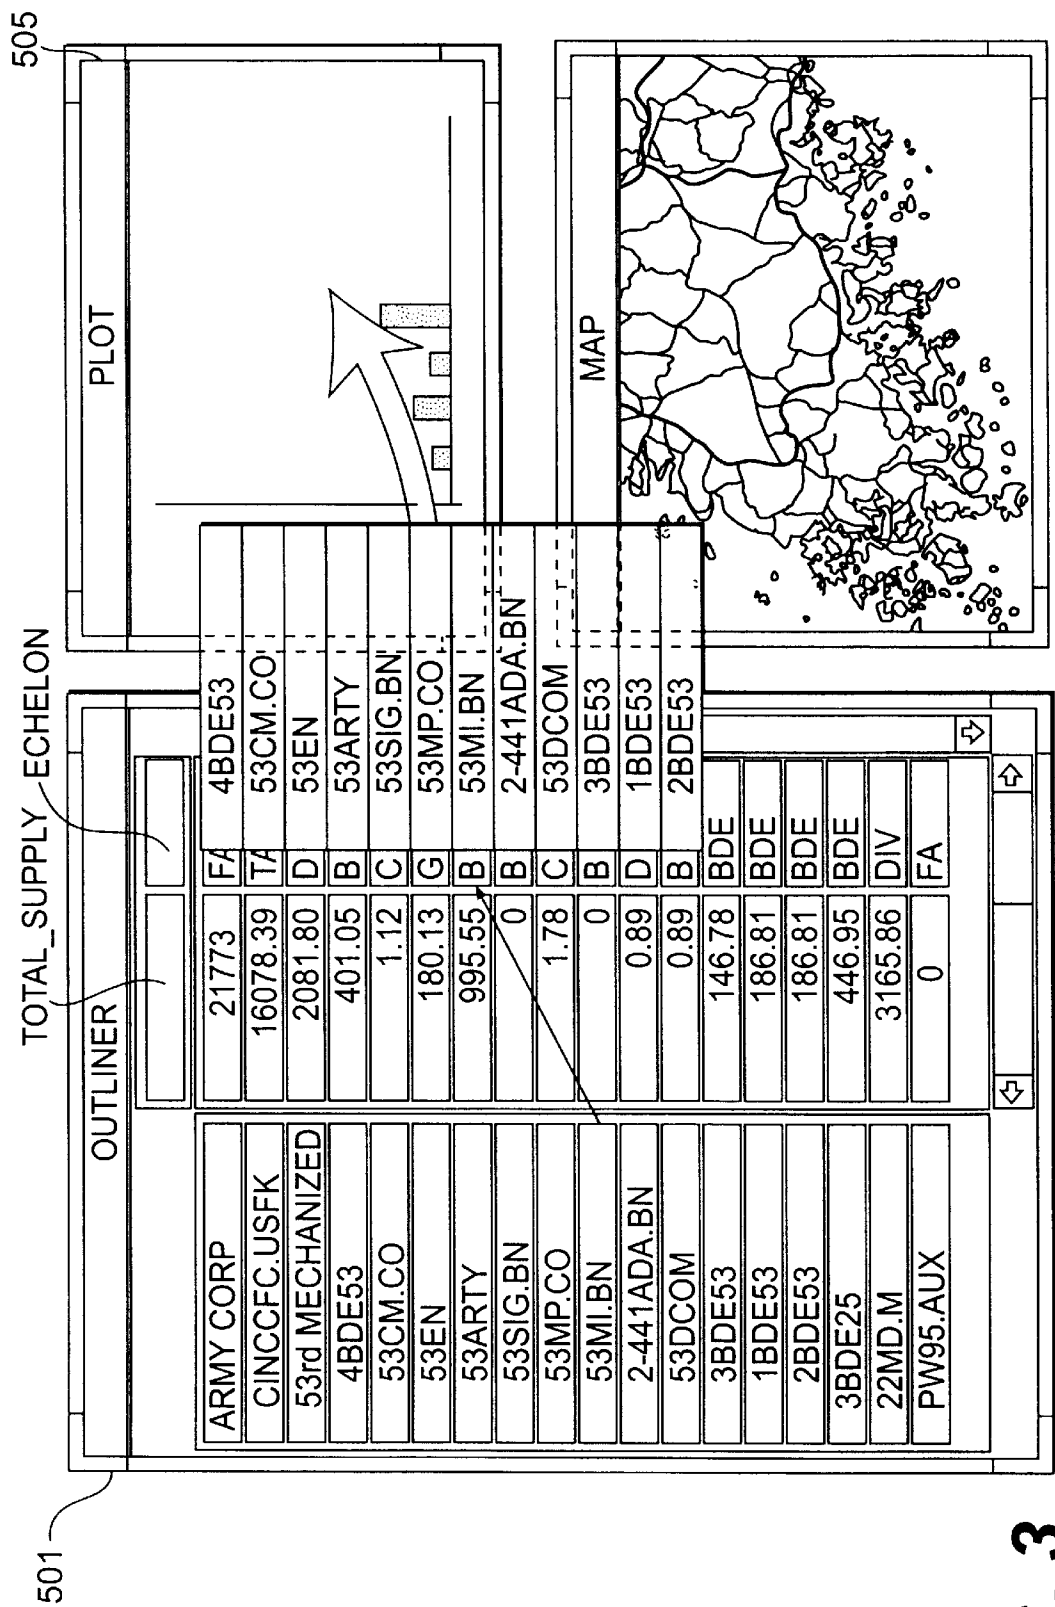 501
505
TOTAL_SUPPLY ECHELON
OUTLINER
PLOT
MAP
ARMY CORP 21773 FA
CINCCFC.USFK 16078.39 TA
53rd MECHANIZED 2081.80 D
4BDE53 401.05 B
53CM.CO 1.12 C
53EN 180.13 G
53ARTY 995.55 B
53SIG.BN 0 B
53MP.CO 1.78 C
53MI.BN 0 B
2-441ADA.BN 0.89 D
53DCOM 0.89 B
3BDE53 146.78 BDE
1BDE53 186.81 BDE
2BDE53 186.81 BDE
3BDE25 446.95 BDE
22MD.M 3165.86 DIV
PW95.AUX 0 FA
4BDE53
53CM.CO
53EN
53ARTY
53SIG.BN
53MP.CO
53MI.BN
2-441ADA.BN
53DCOM
3BDE53
1BDE53
2BDE53
3